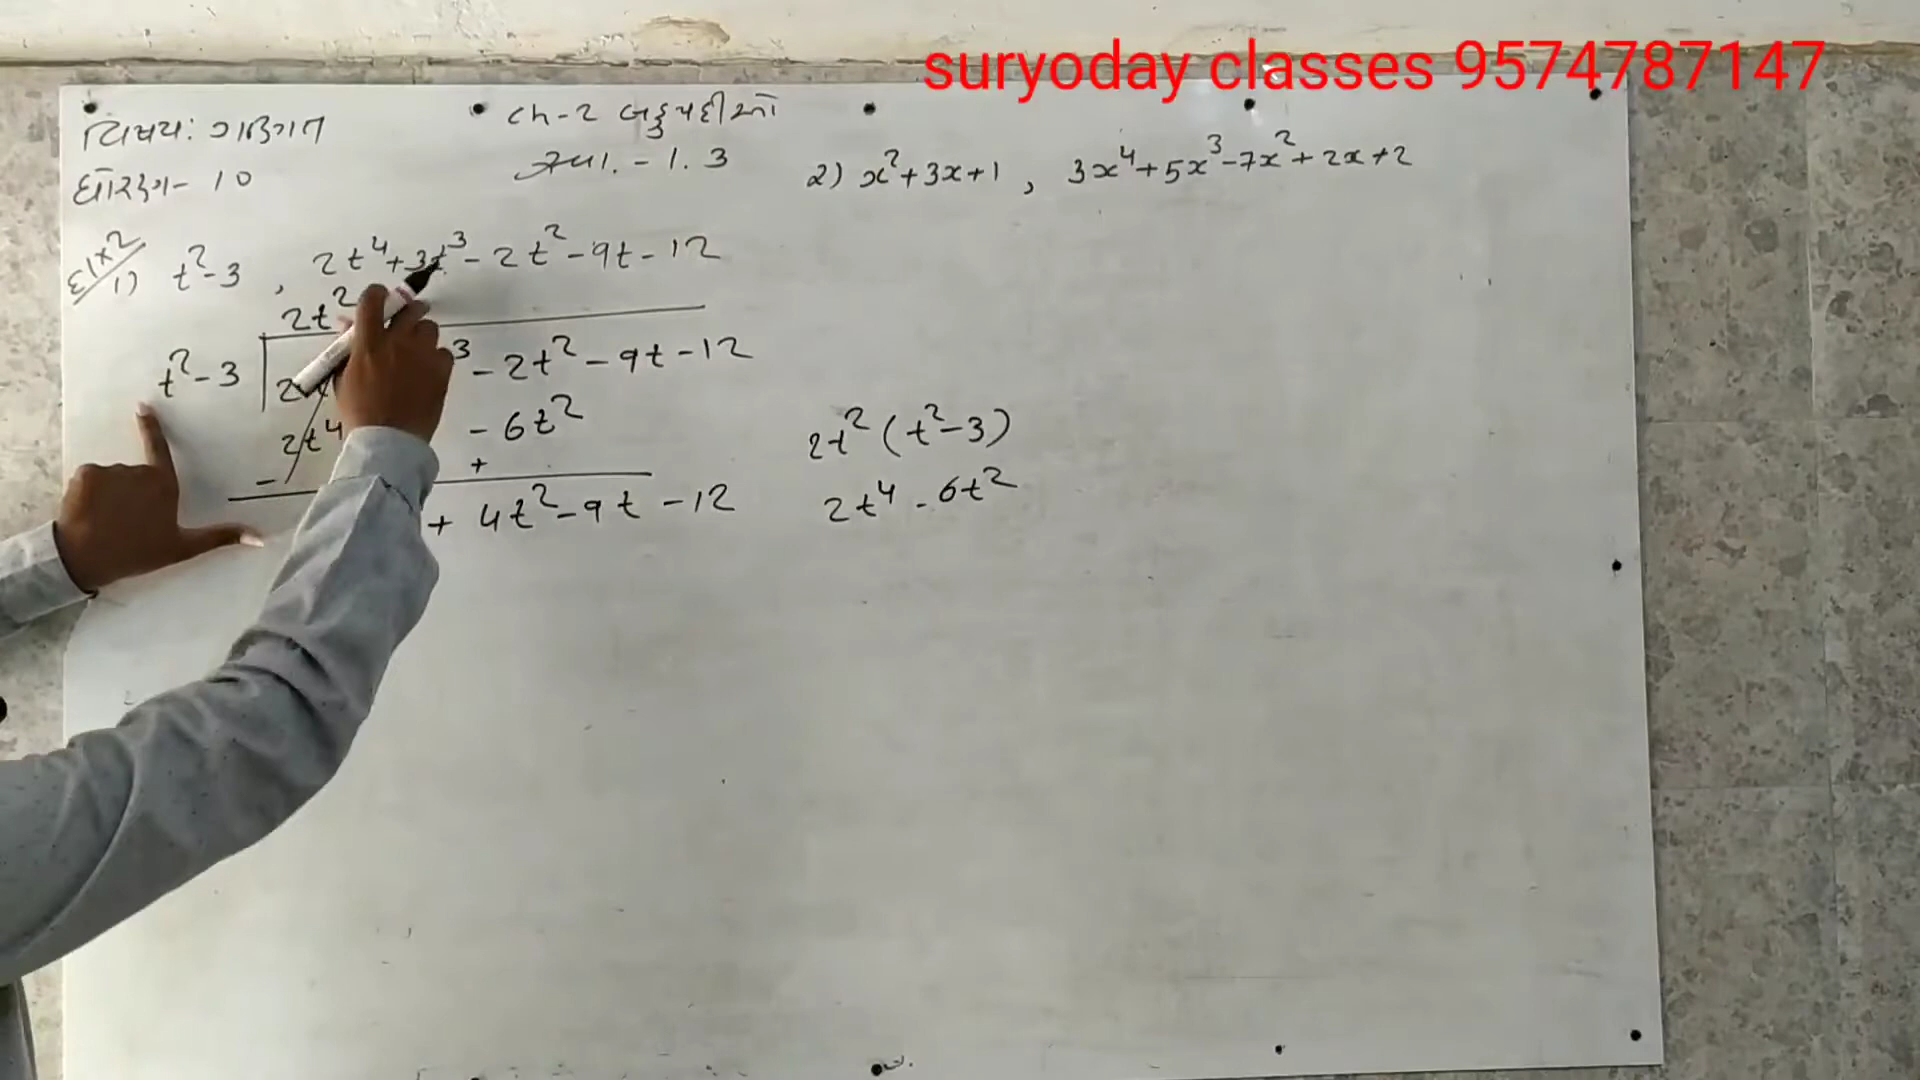 suryoday classes 9574787147
વિષય: ગણિત
ધોરણ- 10
ch-2 બહુપદીઓ
સ્વા. - 1.3
2) x²+3x+1 , 3x⁴+5x³-7x²+2x+2
દા x 2
1) t²-3 , 2t⁴+3t³-2t²-9t-12
2t²
t²-3 ³ -2t² -9t -12
2t⁴ -6t²
- +
+ 4t² -9t -12
2t² (t²-3)
2t⁴ - 6t²